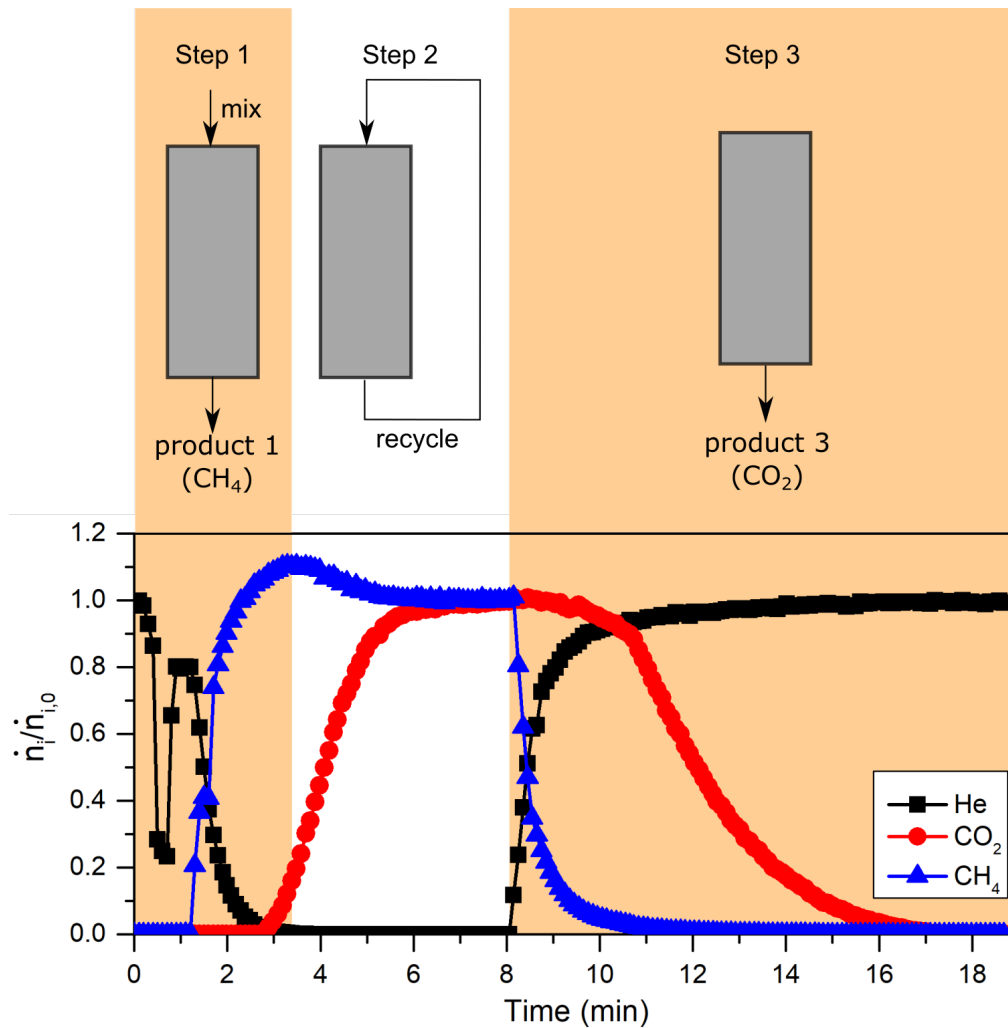 Step 1
Step 2
Step 3
mix
product 1
(CH₄)
recycle
product 3
(CO₂)
1.2
1.0
0.8
0.6
0.4
0.2
0.0
ṅᵢ/ṅᵢ,₀
He
CO₂
CH₄
0
2
4
6
8
10
12
14
16
18
Time (min)